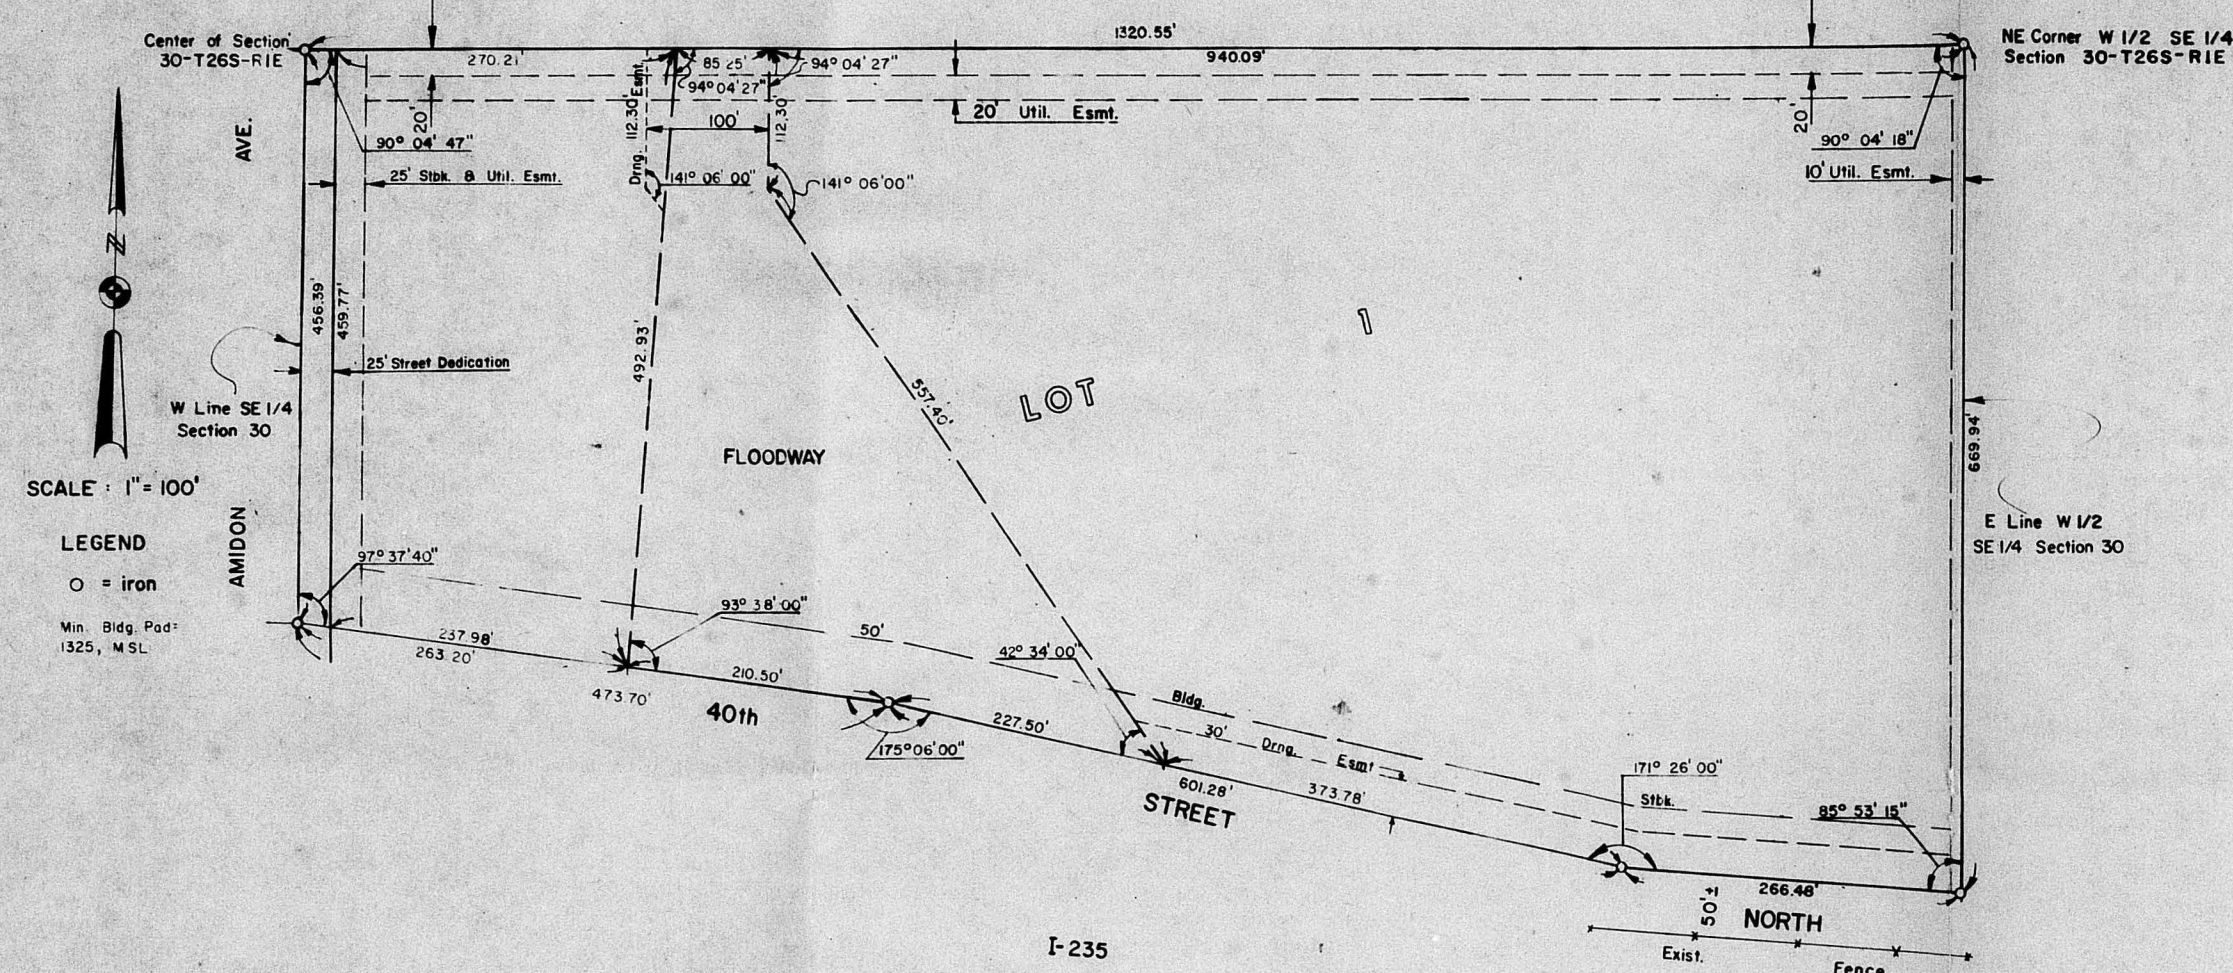 1320.55'
Center of Section
30-T26S-R1E
270.21'
85.25'
94° 04' 27"
940.09'
NE Corner W 1/2 SE 1/4
Section 30-T26S-R1E
94° 04' 27"
20'
112.30'
Drng. Esmt.
100'
112.30'
20' Util. Esmt.
20'
AVE.
90° 04' 47"
90° 04' 18"
25' Stbk. & Util. Esmt.
141° 06' 00"
141° 06' 00"
10' Util. Esmt.
N
456.39'
459.77'
492.93'
1
25' Street Dedication
557.40'
LOT
W Line SE 1/4
Section 30
669.94'
FLOODWAY
SCALE : 1" = 100'
LEGEND
O = iron
Min. Bldg. Pad=
1325, MSL
AMIDON
E Line W 1/2
SE 1/4 Section 30
97° 37' 40"
93° 38' 00"
50'
42° 34' 00"
237.98'
263.20'
210.50'
473.70'
40th
227.50'
175° 06' 00"
Bldg.
30' Drng. Esmt
601.28'
373.78'
STREET
171° 26' 00"
Stbk.
85° 53' 15"
266.48'
50' ±
NORTH
I-235
Exist.
Fence